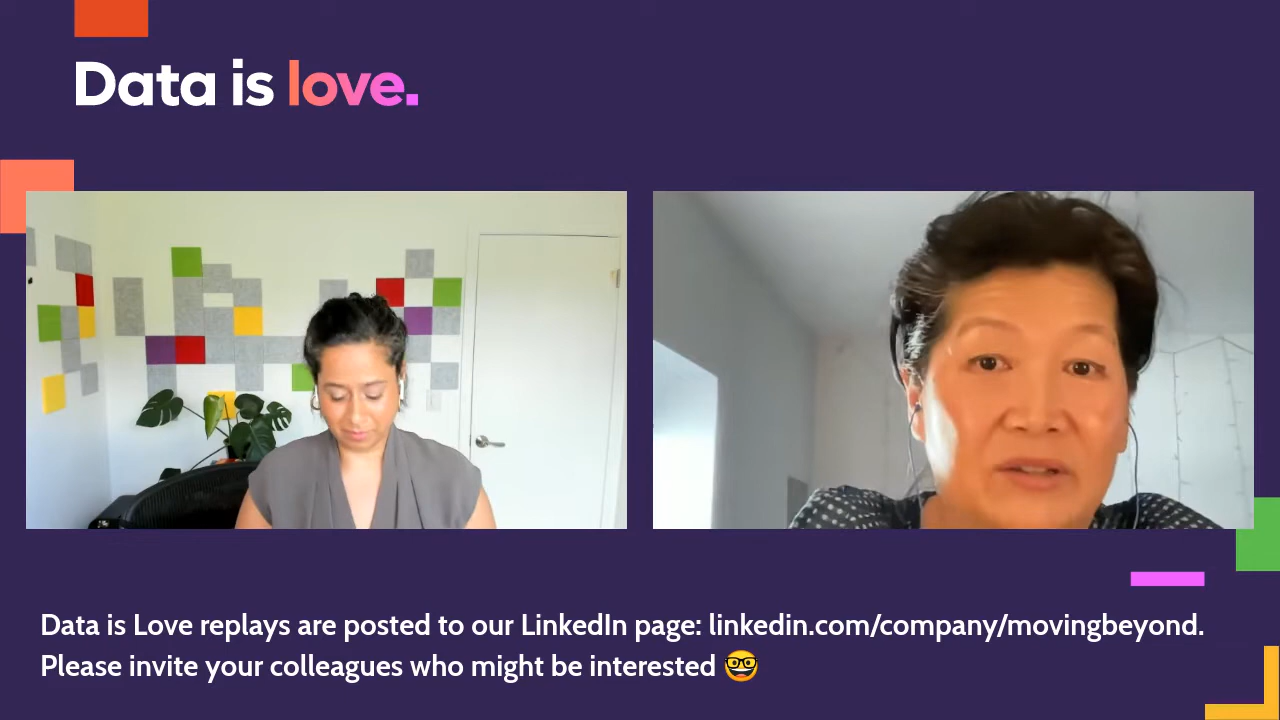 Data is love.
Data is Love replays are posted to our LinkedIn page: linkedin.com/company/movingbeyond.
Please invite your colleagues who might be interested 🤓